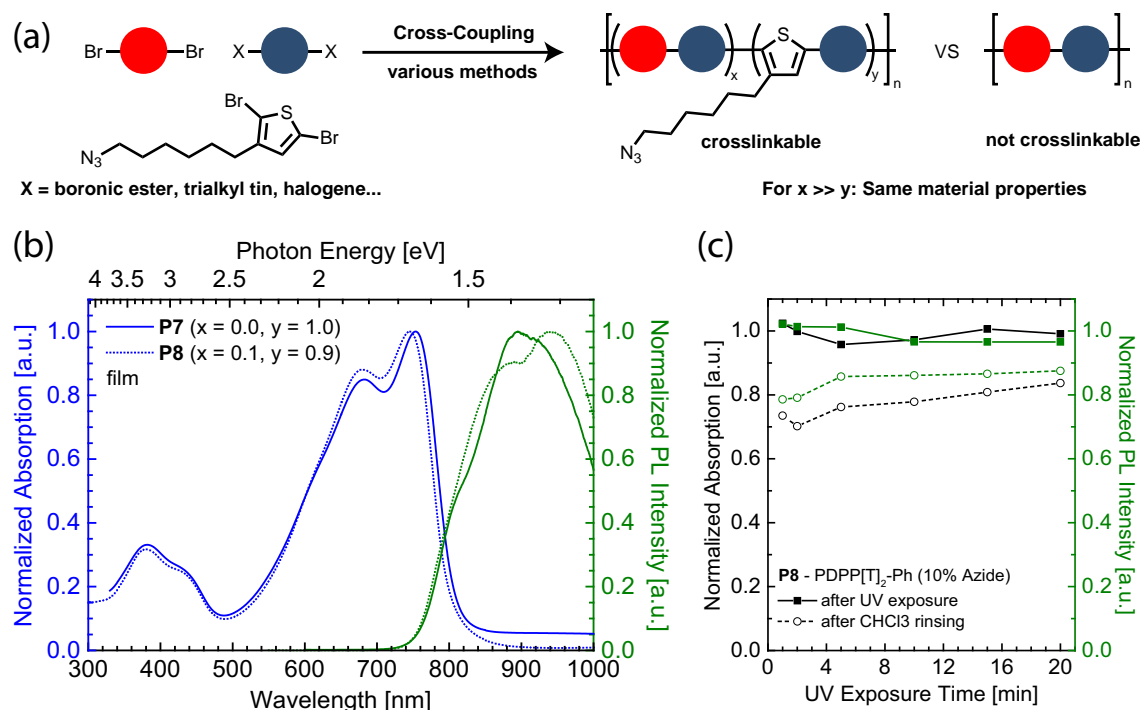 (a)
Br
Br
X
X
Cross-Coupling
various methods
Br
S
Br
N3
S
x
y
n
VS
n
N3
crosslinkable
not crosslinkable
X = boronic ester, trialkyl tin, halogene...
For x >> y: Same material properties
(b)
Photon Energy [eV]
4 3.5 3 2.5 2 1.5
P7 (x = 0.0, y = 1.0)
P8 (x = 0.1, y = 0.9)
film
Normalized Absorption [a.u.]
1.0
0.8
0.6
0.4
0.2
0.0
Normalized PL Intensity [a.u.]
1.0
0.8
0.6
0.4
0.2
0.0
300 400 500 600 700 800 900 1000
Wavelength [nm]
(c)
Normalized Absorption [a.u.]
1.0
0.8
0.6
0.4
0.2
0.0
Normalized PL Intensity [a.u.]
1.0
0.8
0.6
0.4
0.2
0.0
P8 - PDPP[T]2-Ph (10% Azide)
after UV exposure
after CHCl3 rinsing
0 4 8 12 16 20
UV Exposure Time [min]